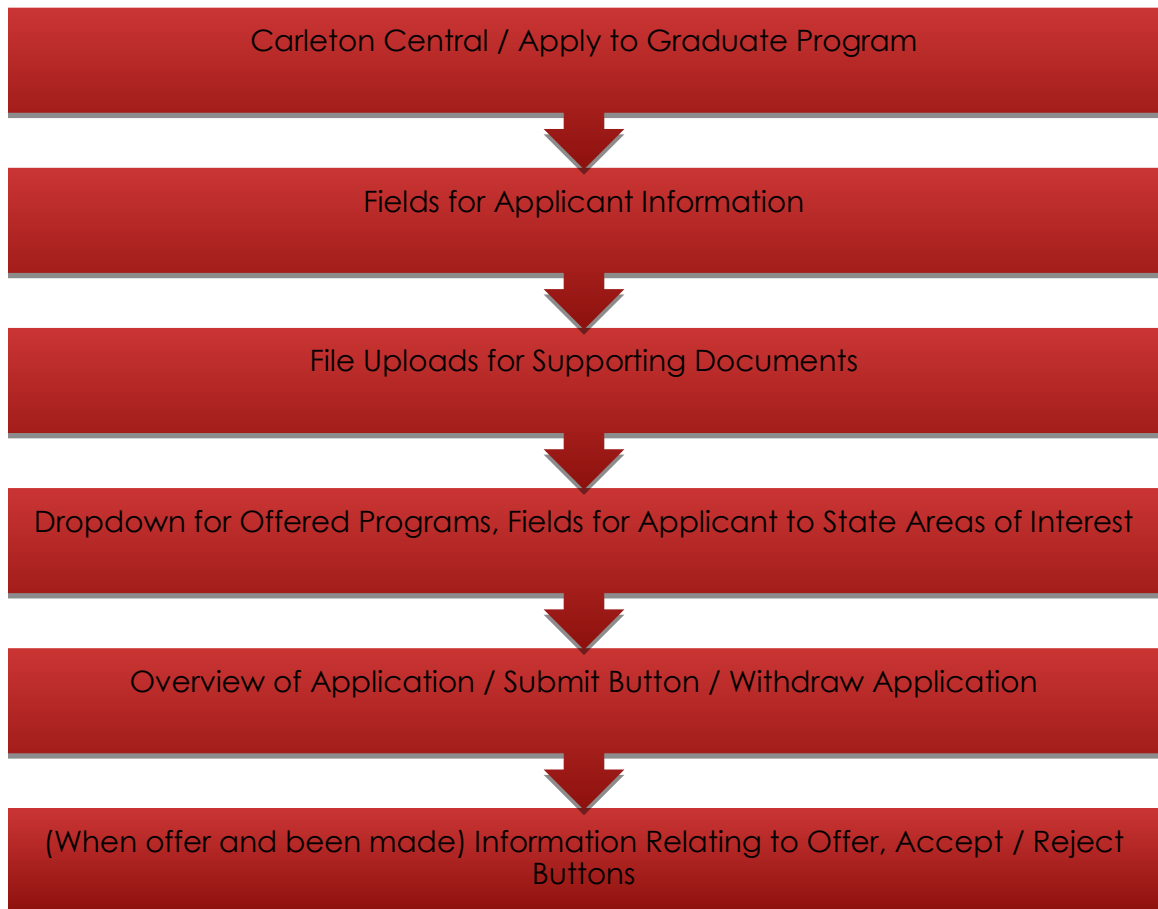 Carleton Central / Apply to Graduate Program
Fields for Applicant Information
File Uploads for Supporting Documents
Dropdown for Offered Programs, Fields for Applicant to State Areas of Interest
Overview of Application / Submit Button / Withdraw Application
(When offer and been made) Information Relating to Offer, Accept / Reject
Buttons